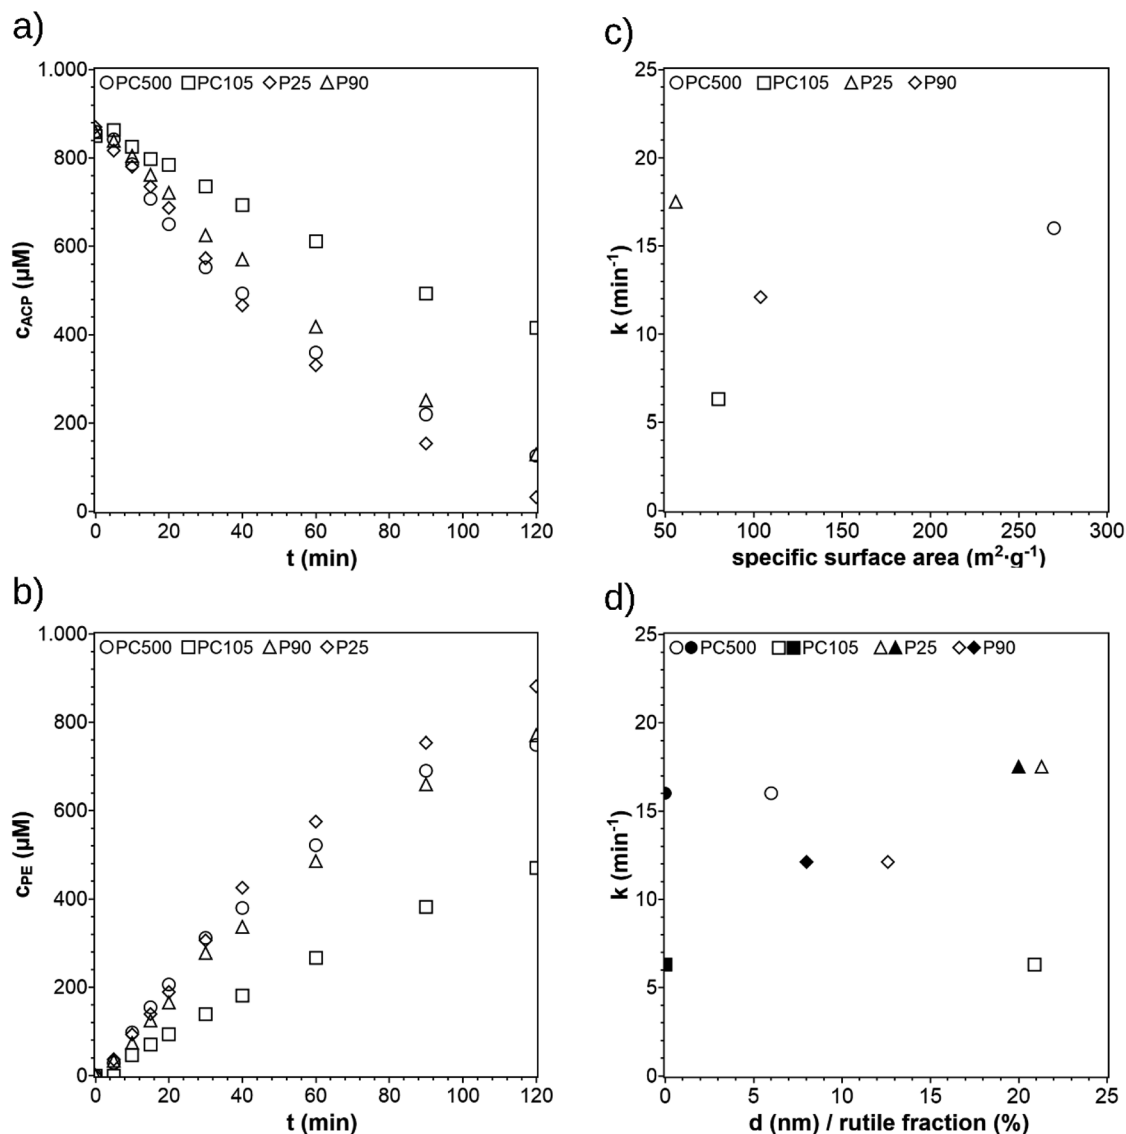 a)
1.000
800
600
400
200
0
c_ACP (µM)
PC500 PC105 P25 P90
0 20 40 60 80 100 120
t (min)
c)
25
20
15
10
5
0
k (min⁻¹)
PC500 PC105 P25 P90
50 100 150 200 250 300
specific surface area (m²·g⁻¹)
b)
1.000
800
600
400
200
0
c_PE (µM)
PC500 PC105 P90 P25
0 20 40 60 80 100 120
t (min)
d)
25
20
15
10
5
0
k (min⁻¹)
PC500 PC105 P25 P90
0 5 10 15 20 25
d (nm) / rutile fraction (%)